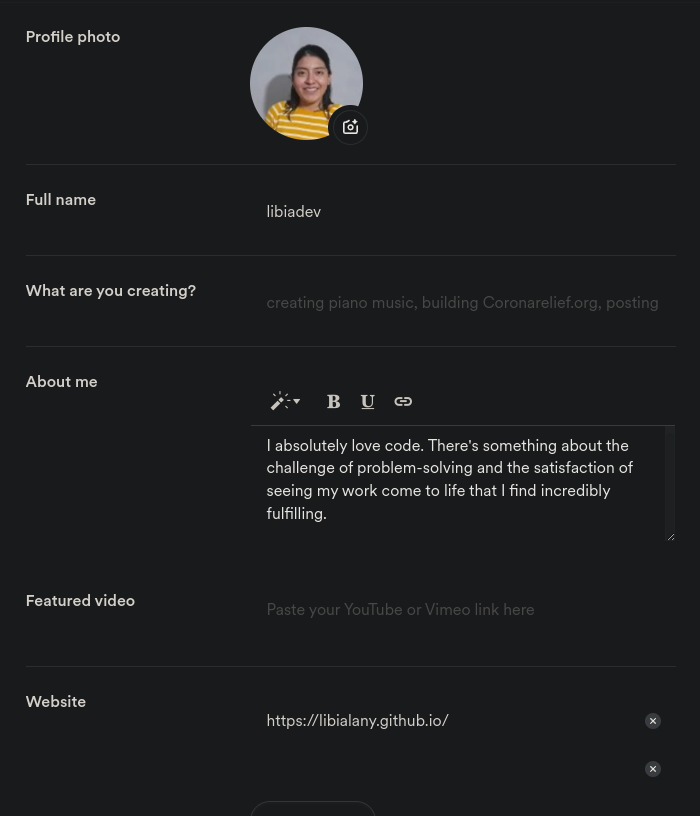 Profile photo
Full name
libiadev
What are you creating?
creating piano music, building Coronarelief.org, posting
About me
B U
I absolutely love code. There's something about the
challenge of problem-solving and the satisfaction of
seeing my work come to life that I find incredibly
fulfilling.
Featured video
Paste your YouTube or Vimeo link here
Website
https://libialany.github.io/